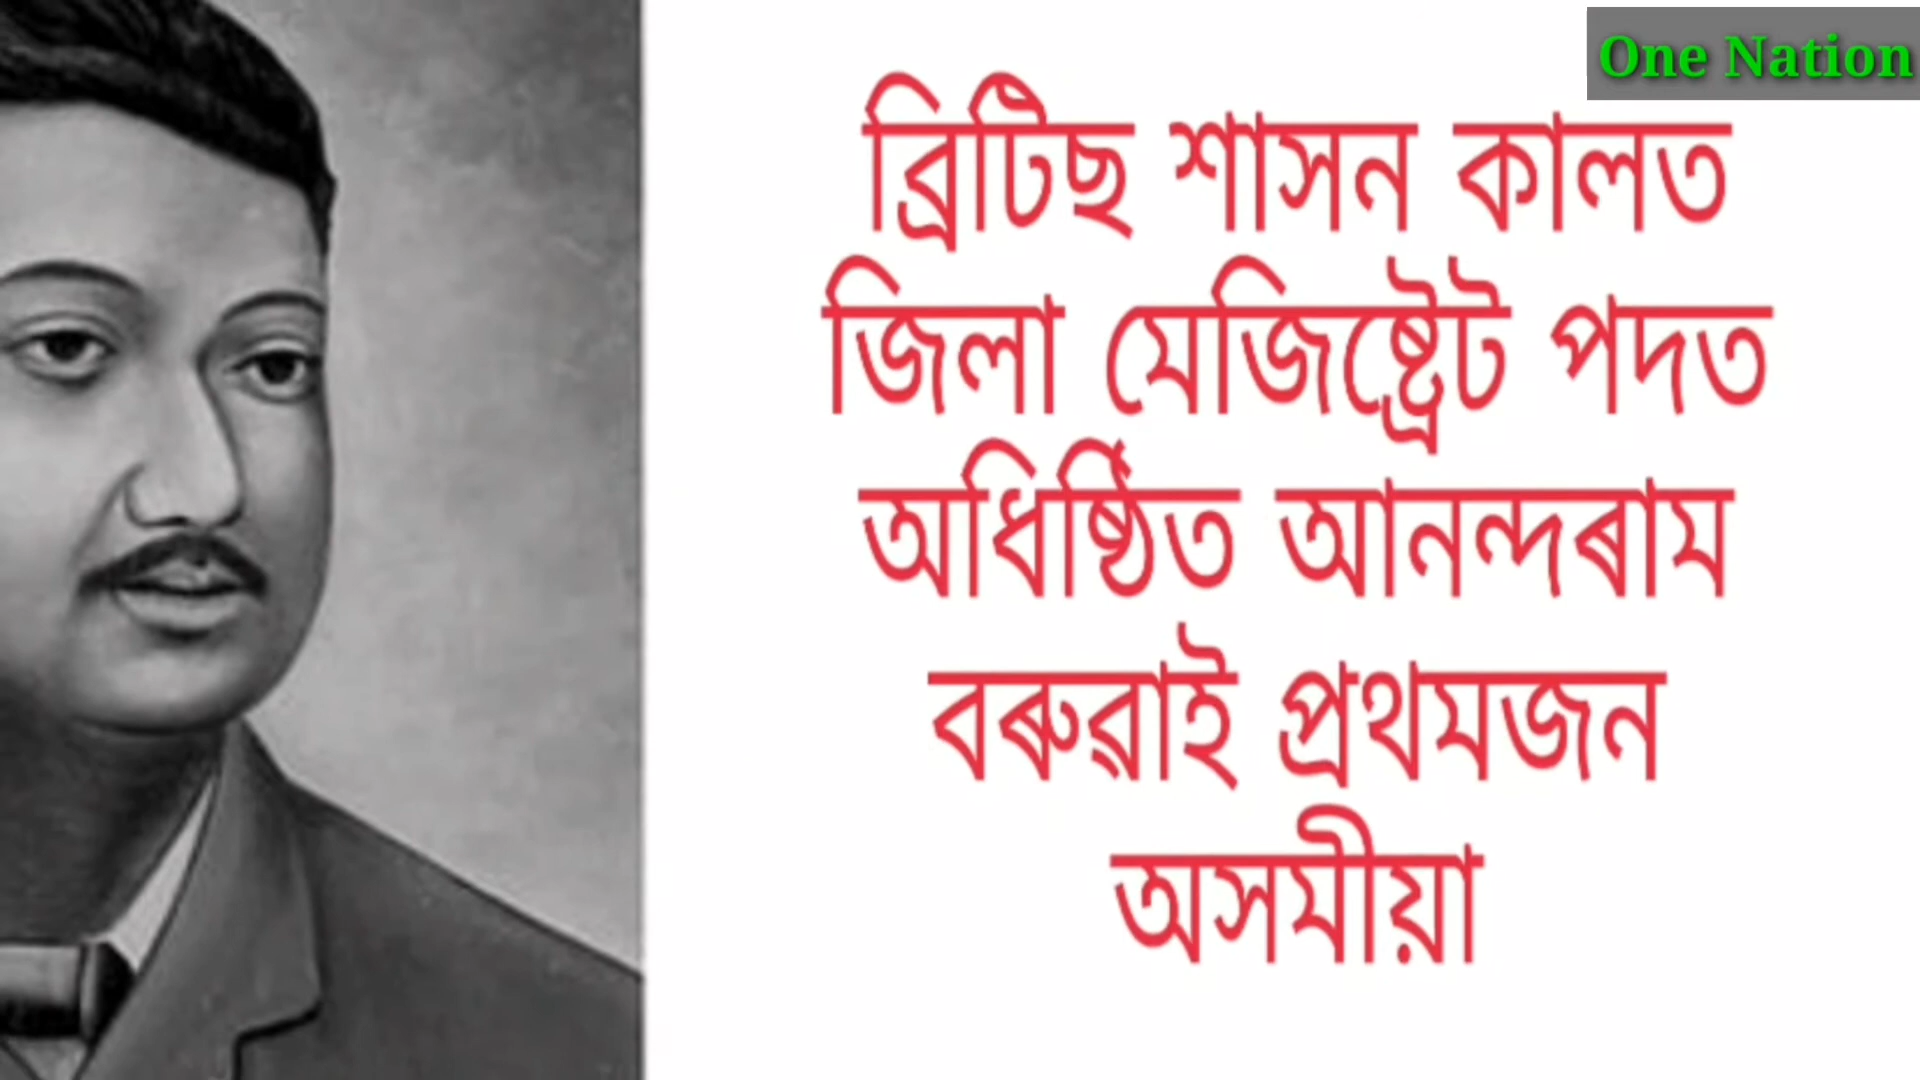 One Nation
ব্ৰিটিছ শাসন কালত
জিলা মেজিষ্ট্ৰেট পদত
অধিষ্ঠিত আনন্দৰাম
বৰুৱাই প্ৰথমজন
অসমীয়া